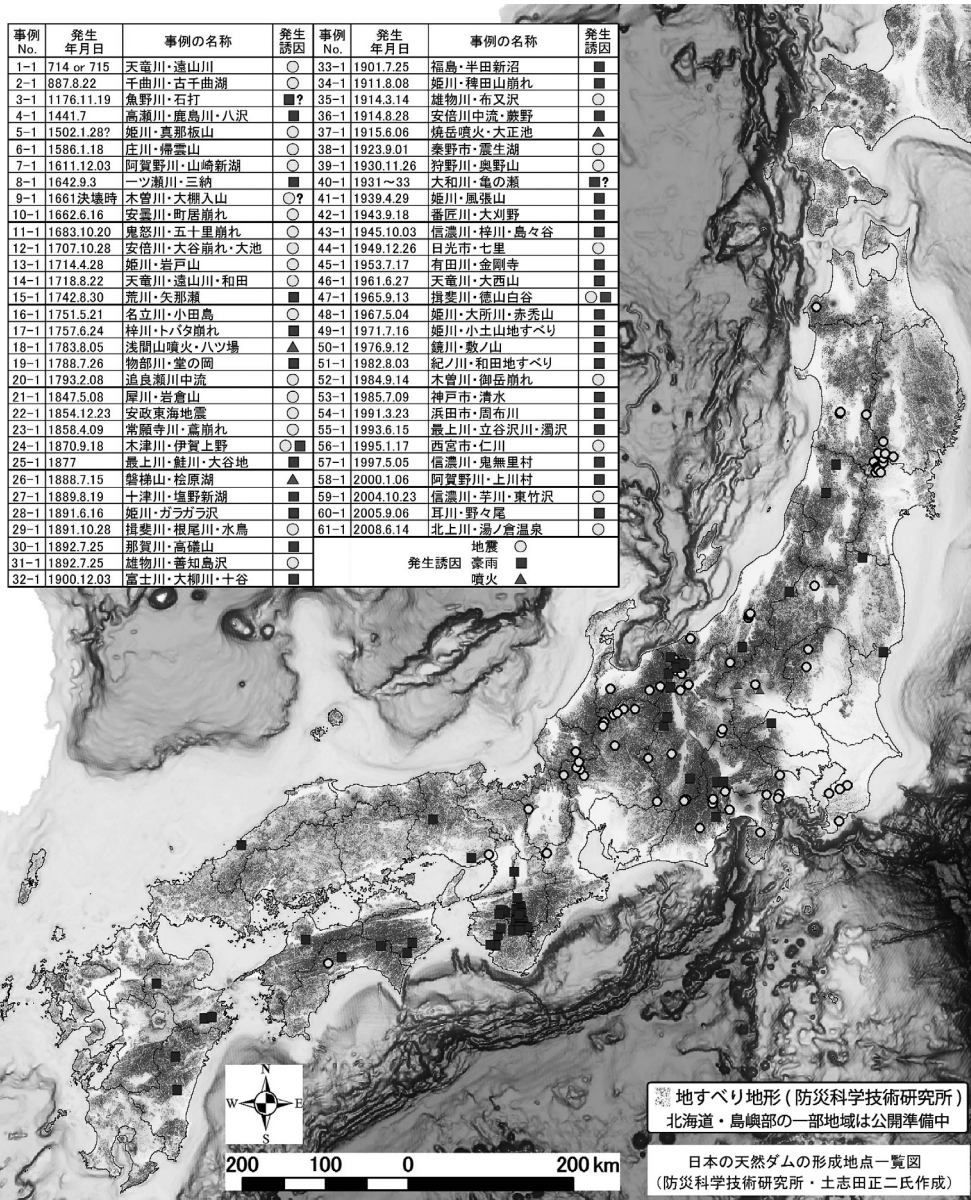 事例No. 発生年月日 事例の名称 発生誘因
1-1 714 or 715 天竜川・遠山川 ○
2-1 887.8.22 千曲川・古千曲湖 ○
3-1 1176.11.19 魚野川・石打 ■?
4-1 1441.7 高瀬川・鹿島川・八沢 ■
5-1 1502.1.28? 姫川・真那板山 ○
6-1 1586.1.18 庄川・帰雲山 ○
7-1 1611.12.03 阿賀野川・山崎新湖 ○
8-1 1642.9.3 一ツ瀬川・三納 ■
9-1 1661決壊時 木曽川・大棚入山 ○?
10-1 1662.6.16 安曇川・町居崩れ ○
11-1 1683.10.20 鬼怒川・五十里崩れ ○
12-1 1707.10.28 安倍川・大谷崩れ・大池 ○
13-1 1714.4.28 姫川・岩戸山 ○
14-1 1718.8.22 天竜川・遠山川・和田 ○
15-1 1742.8.30 荒川・矢那瀬 ■
16-1 1751.5.21 名立川・小田島 ○
17-1 1757.6.24 梓川・トバタ崩れ ■
18-1 1783.8.05 浅間山噴火・八ツ場 ▲
19-1 1788.7.26 物部川・堂の岡 ■
20-1 1793.2.08 追良瀬川中流 ○
21-1 1847.5.08 犀川・岩倉山 ○
22-1 1854.12.23 安政東海地震 ○
23-1 1858.4.09 常願寺川・鳶崩れ ○
24-1 1870.9.18 木津川・伊賀上野 ○■
25-1 1877 最上川・鮭川・大谷地 ■
26-1 1888.7.15 磐梯山・桧原湖 ▲
27-1 1889.8.19 十津川・塩野新湖 ■
28-1 1891.6.16 姫川・ガラガラ沢 ■
29-1 1891.10.28 揖斐川・根尾川・水鳥 ○
30-1 1892.7.25 那賀川・高磯山 ■
31-1 1892.7.25 雄物川・善知鳥沢 ○
32-1 1900.12.03 富士川・大柳川・十谷 ■
事例No. 発生年月日 事例の名称 発生誘因
33-1 1901.7.25 福島・半田新沼 ■
34-1 1911.8.08 姫川・稗田山崩れ ■
35-1 1914.3.14 雄物川・布又沢 ○
36-1 1914.8.28 安倍川中流・蕨野 ■
37-1 1915.6.06 焼岳噴火・大正池 ▲
38-1 1923.9.01 秦野市・震生湖 ○
39-1 1930.11.26 狩野川・奥野山 ○
40-1 1931～33 大和川・亀の瀬 ■?
41-1 1939.4.29 姫川・風張山 ■
42-1 1943.9.18 番匠川・大刈野 ■
43-1 1945.10.03 信濃川・梓川・島々谷 ■
44-1 1949.12.26 日光市・七里 ○
45-1 1953.7.17 有田川・金剛寺 ■
46-1 1961.6.27 天竜川・大西山 ■
47-1 1965.9.13 揖斐川・徳山白谷 ○■
48-1 1967.5.04 姫川・大所川・赤禿山 ■
49-1 1971.7.16 姫川・小土山地すべり ■
50-1 1976.9.12 鏡川・敷ノ山 ■
51-1 1982.8.03 紀ノ川・和田地すべり ■
52-1 1984.9.14 木曽川・御岳崩れ ○
53-1 1985.7.09 神戸市・清水 ■
54-1 1991.3.23 浜田市・周布川 ■
55-1 1993.6.15 最上川・立谷沢川・濁沢 ■
56-1 1995.1.17 西宮市・仁川 ○
57-1 1997.5.05 信濃川・鬼無里村 ■
58-1 2000.1.06 阿賀野川・上川村 ■
59-1 2004.10.23 信濃川・芋川・東竹沢 ○
60-1 2005.9.06 耳川・野々尾 ■
61-1 2008.6.14 北上川・湯ノ倉温泉 ○
発生誘因
地震 ○
豪雨 ■
噴火 ▲
N
W E
S
200 100 0 200 km
地すべり地形(防災科学技術研究所)
北海道・島嶼部の一部地域は公開準備中
日本の天然ダムの形成地点一覧図
(防災科学技術研究所・土志田正二氏作成)